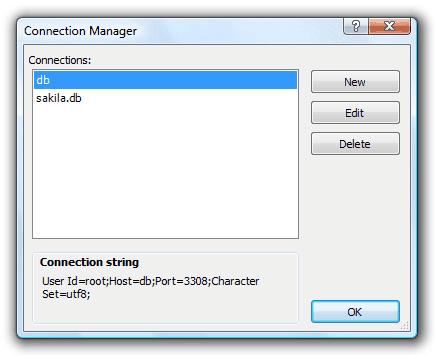 Connection Manager
?
Connections:
db
sakila.db
New
Edit
Delete
Connection string
User Id=root;Host=db;Port=3308;Character
Set=utf8;
OK